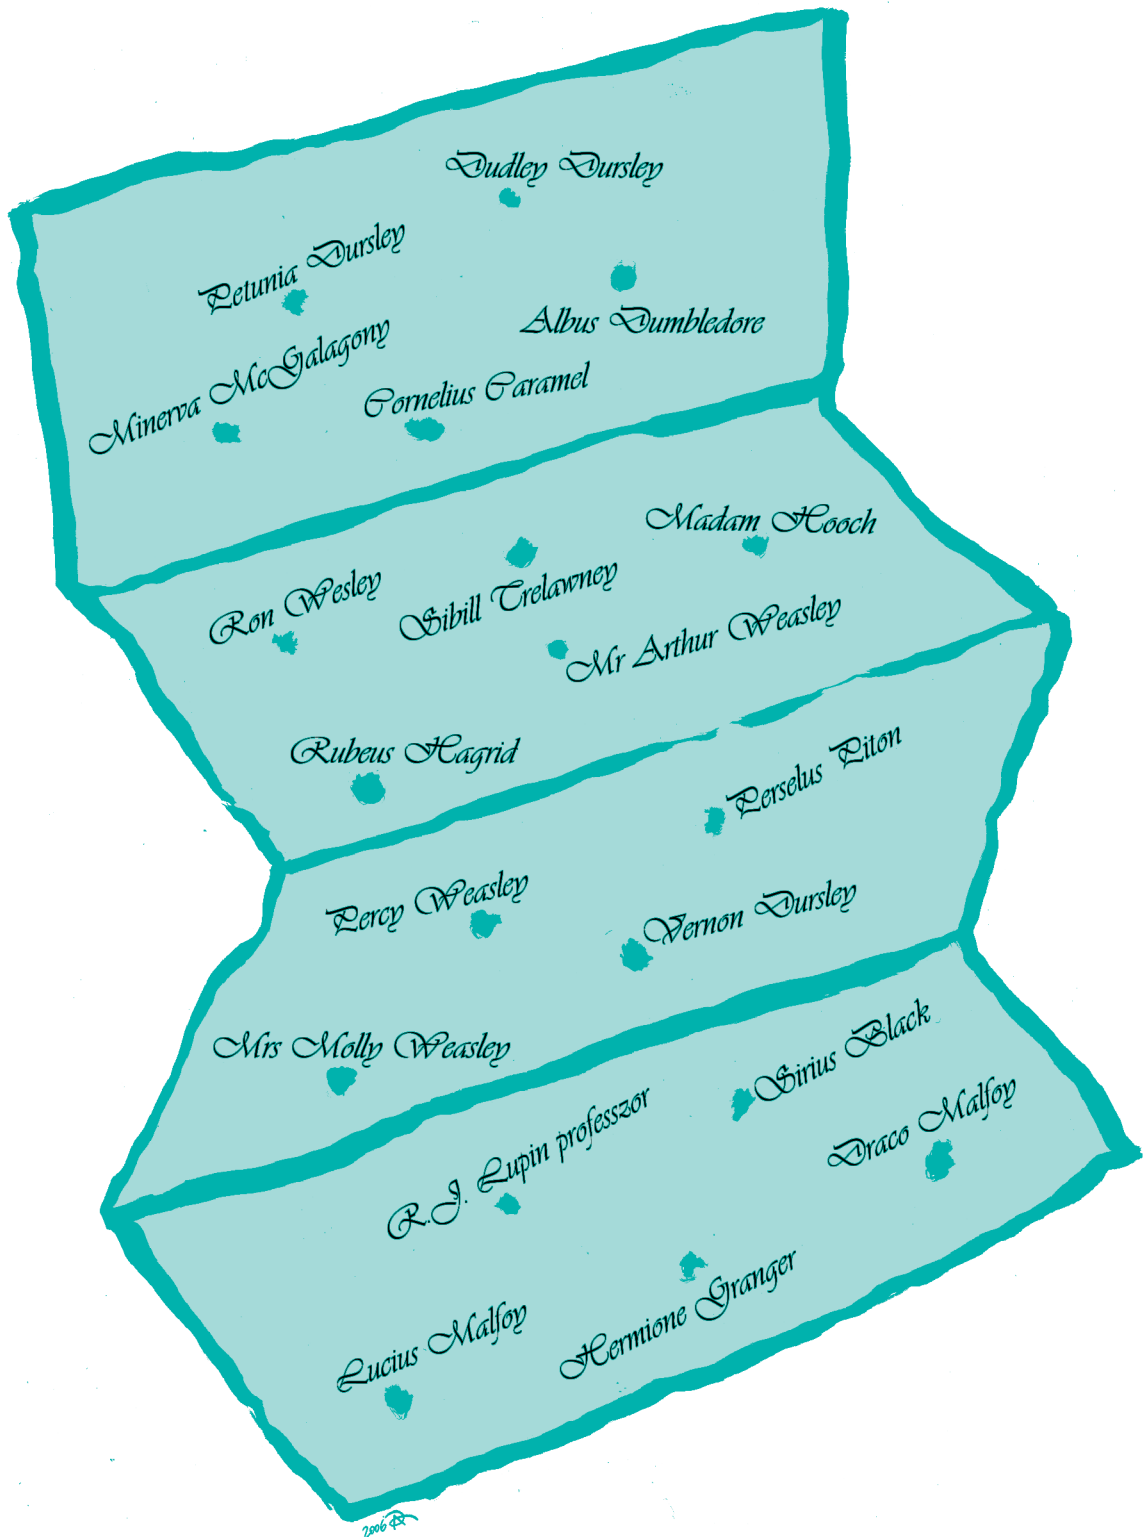 Dudley Dursley
Petunia Dursley
Albus Dumbledore
Minerva McGalagony
Cornelius Caramel
Madam Hooch
Ron Wesley
Sibill Trelawney
Mr Arthur Weasley
Rubeus Hagrid
Perselus Piton
Percy Weasley
Vernon Dursley
Mrs Molly Weasley
Sirius Black
R.J. Lupin professzor
Draco Malfoy
Hermione Granger
Lucius Malfoy
2006